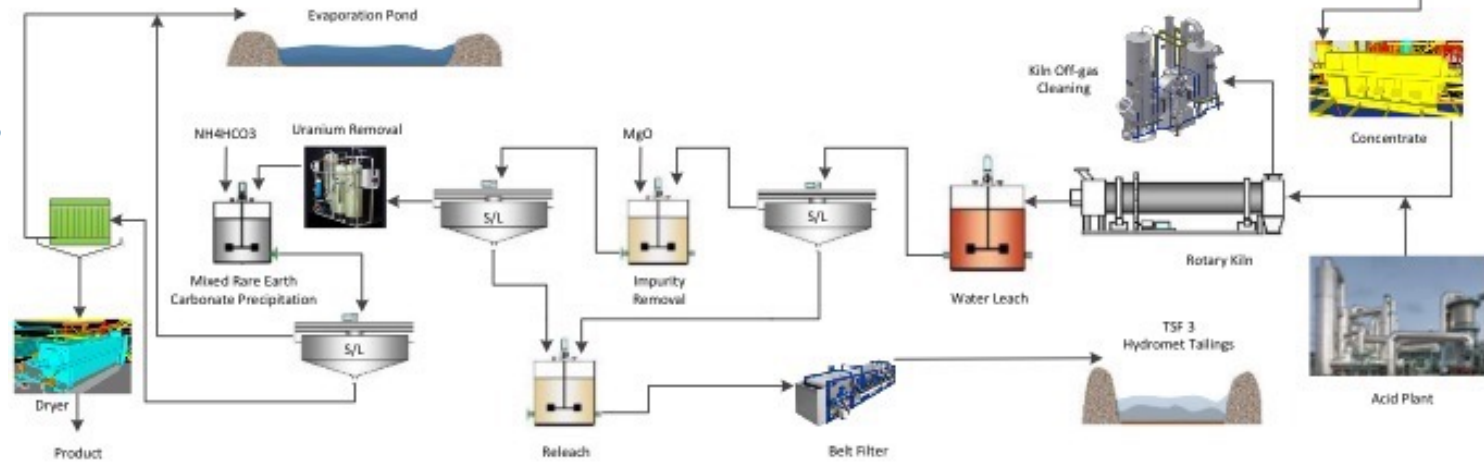 Evaporation Pond
Kiln Off-gas
Cleaning
Concentrate
NH4HCO3
Uranium Removal
MgO
S/L
S/L
Rotary Kiln
Mixed Rare Earth
Carbonate Precipitation
Impurity
Removal
Water Leach
S/L
TSF 3
Hydromet Tailings
Acid Plant
Dryer
Releach
Belt Filter
Product